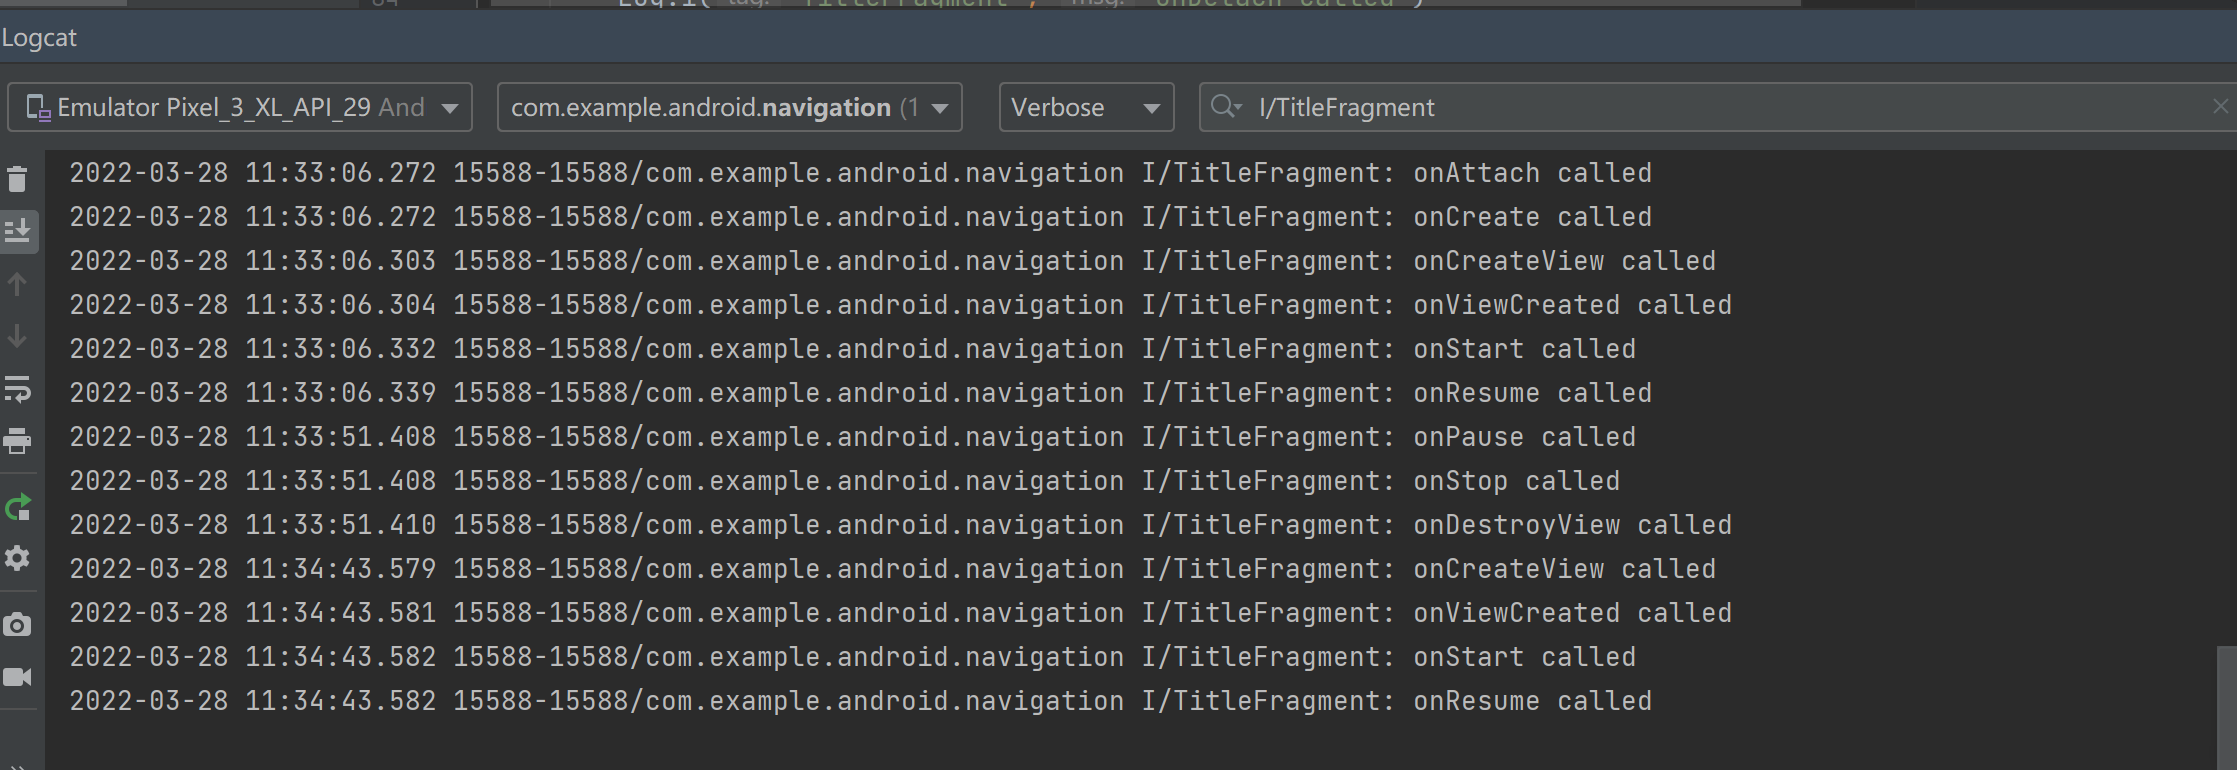 Log.i( tag: "TitleFragment", msg: "onDetach called")
Logcat
Emulator Pixel_3_XL_API_29 And com.example.android.navigation (1 Verbose I/TitleFragment
2022-03-28 11:33:06.272 15588-15588/com.example.android.navigation I/TitleFragment: onAttach called
2022-03-28 11:33:06.272 15588-15588/com.example.android.navigation I/TitleFragment: onCreate called
2022-03-28 11:33:06.303 15588-15588/com.example.android.navigation I/TitleFragment: onCreateView called
2022-03-28 11:33:06.304 15588-15588/com.example.android.navigation I/TitleFragment: onViewCreated called
2022-03-28 11:33:06.332 15588-15588/com.example.android.navigation I/TitleFragment: onStart called
2022-03-28 11:33:06.339 15588-15588/com.example.android.navigation I/TitleFragment: onResume called
2022-03-28 11:33:51.408 15588-15588/com.example.android.navigation I/TitleFragment: onPause called
2022-03-28 11:33:51.408 15588-15588/com.example.android.navigation I/TitleFragment: onStop called
2022-03-28 11:33:51.410 15588-15588/com.example.android.navigation I/TitleFragment: onDestroyView called
2022-03-28 11:34:43.579 15588-15588/com.example.android.navigation I/TitleFragment: onCreateView called
2022-03-28 11:34:43.581 15588-15588/com.example.android.navigation I/TitleFragment: onViewCreated called
2022-03-28 11:34:43.582 15588-15588/com.example.android.navigation I/TitleFragment: onStart called
2022-03-28 11:34:43.582 15588-15588/com.example.android.navigation I/TitleFragment: onResume called